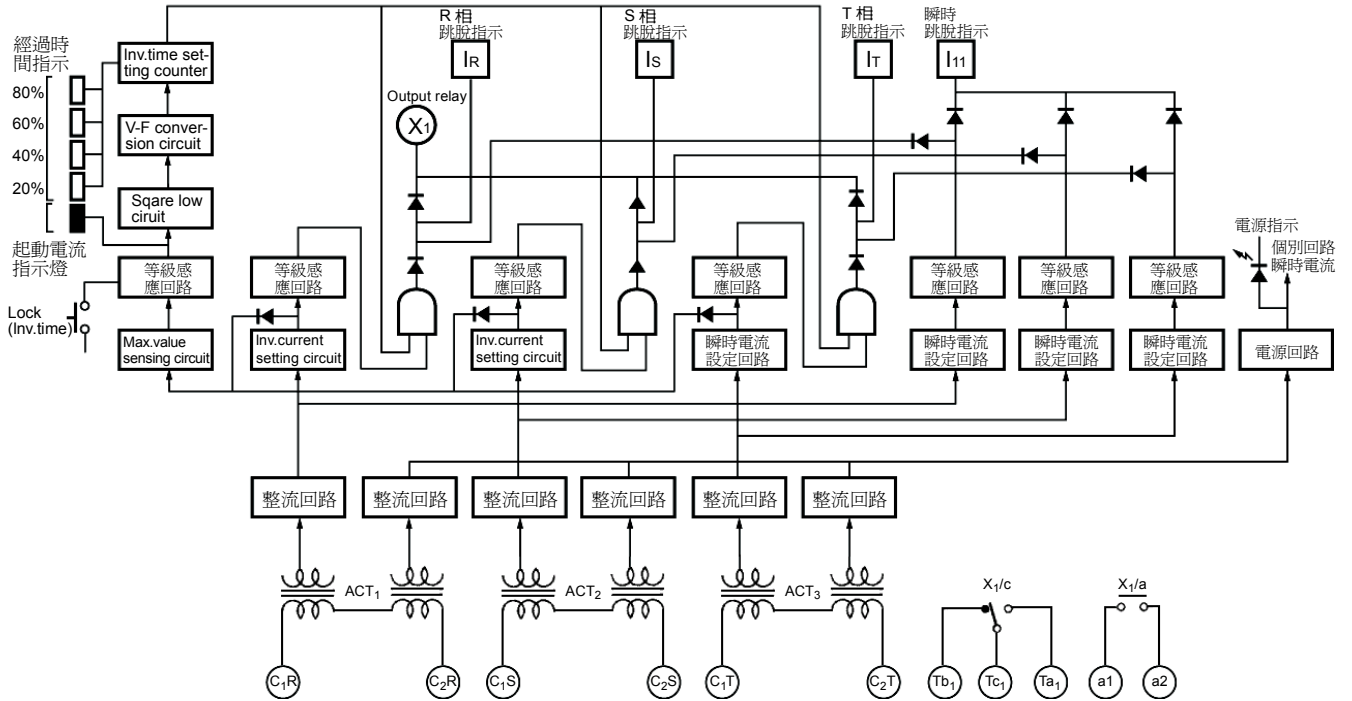 R 相
跳脫指示
S 相
跳脫指示
T 相
跳脫指示
瞬時
跳脫指示
經過時
間指示
Inv.time set-
ting counter
IR
IS
IT
I11
80%
60%
40%
20%
Output relay
X1
V-F conver-
sion circuit
Sqare low
ciruit
起動電流
指示燈
電源指示
個別回路
瞬時電流
等級感
應回路
等級感
應回路
等級感
應回路
等級感
應回路
等級感
應回路
等級感
應回路
等級感
應回路
Lock
(Inv.time)
Max.value
sensing circuit
Inv.current
setting circuit
Inv.current
setting circuit
瞬時電流
設定回路
瞬時電流
設定回路
瞬時電流
設定回路
瞬時電流
設定回路
電源回路
整流回路
整流回路
整流回路
整流回路
整流回路
整流回路
ACT1
ACT2
ACT3
X1/c
X1/a
C1R
C2R
C1S
C2S
C1T
C2T
Tb1
Tc1
Ta1
a1
a2